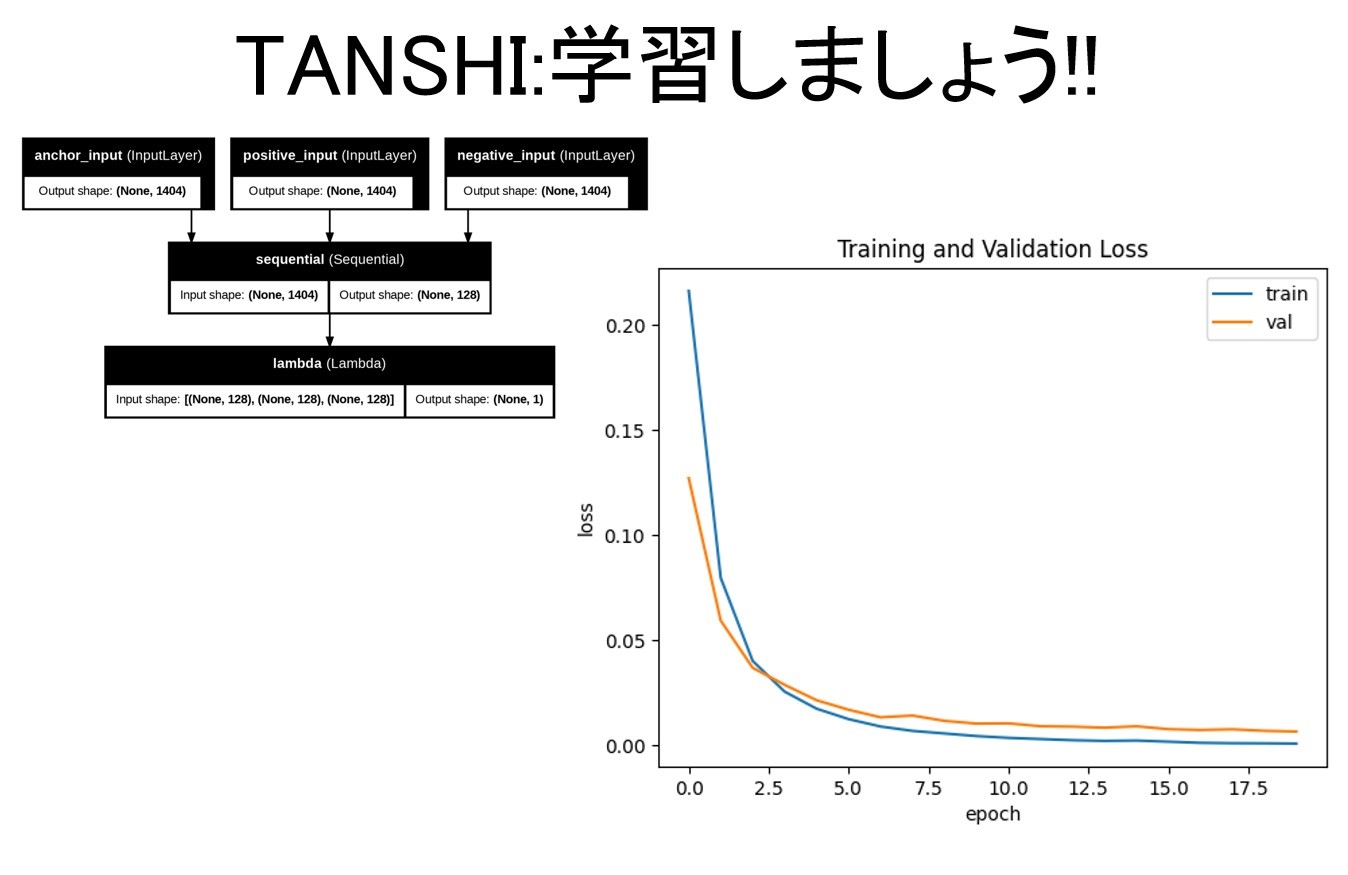 TANSHI:学習しましょう!!
anchor_input (InputLayer)
Output shape: (None, 1404)
positive_input (InputLayer)
Output shape: (None, 1404)
negative_input (InputLayer)
Output shape: (None, 1404)
sequential (Sequential)
Input shape: (None, 1404)
Output shape: (None, 128)
lambda (Lambda)
Input shape: [(None, 128), (None, 128), (None, 128)]
Output shape: (None, 1)
Training and Validation Loss
train
val
0.20
0.15
0.10
0.05
0.00
loss
0.0
2.5
5.0
7.5
10.0
12.5
15.0
17.5
epoch